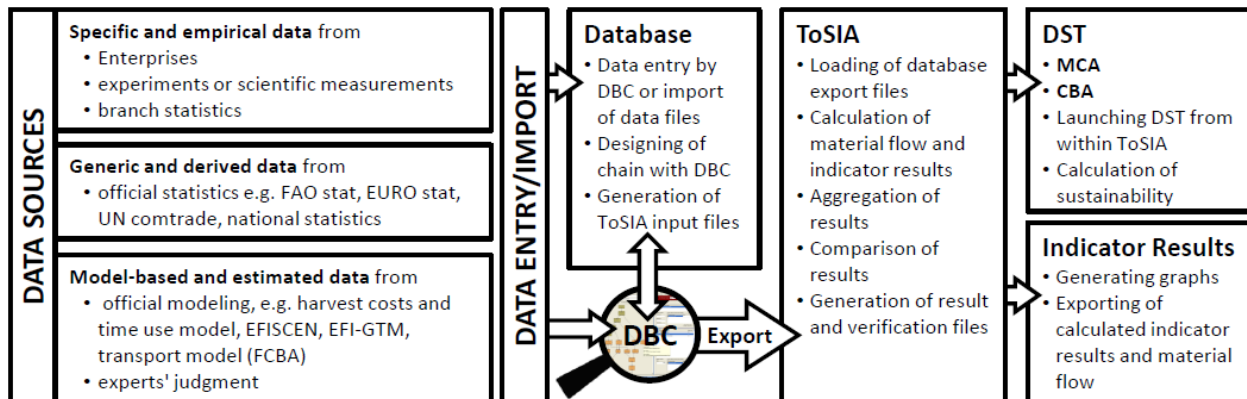 DATA SOURCES
Specific and empirical data from
• Enterprises
• experiments or scientific measurements
• branch statistics
Generic and derived data from
• official statistics e.g. FAO stat, EURO stat,
UN comtrade, national statistics
Model-based and estimated data from
• official modeling, e.g. harvest costs and
time use model, EFISCEN, EFI-GTM,
transport model (FCBA)
• experts' judgment
DATA ENTRY/IMPORT
Database
• Data entry by
DBC or import
of data files
• Designing of
chain with DBC
• Generation of
ToSIA input files
DBC
Export
ToSIA
• Loading of database
export files
• Calculation of
material flow and
indicator results
• Aggregation of
results
• Comparison of
results
• Generation of result
and verification files
DST
• MCA
• CBA
• Launching DST from
within ToSIA
• Calculation of
sustainability
Indicator Results
• Generating graphs
• Exporting of
calculated indicator
results and material
flow